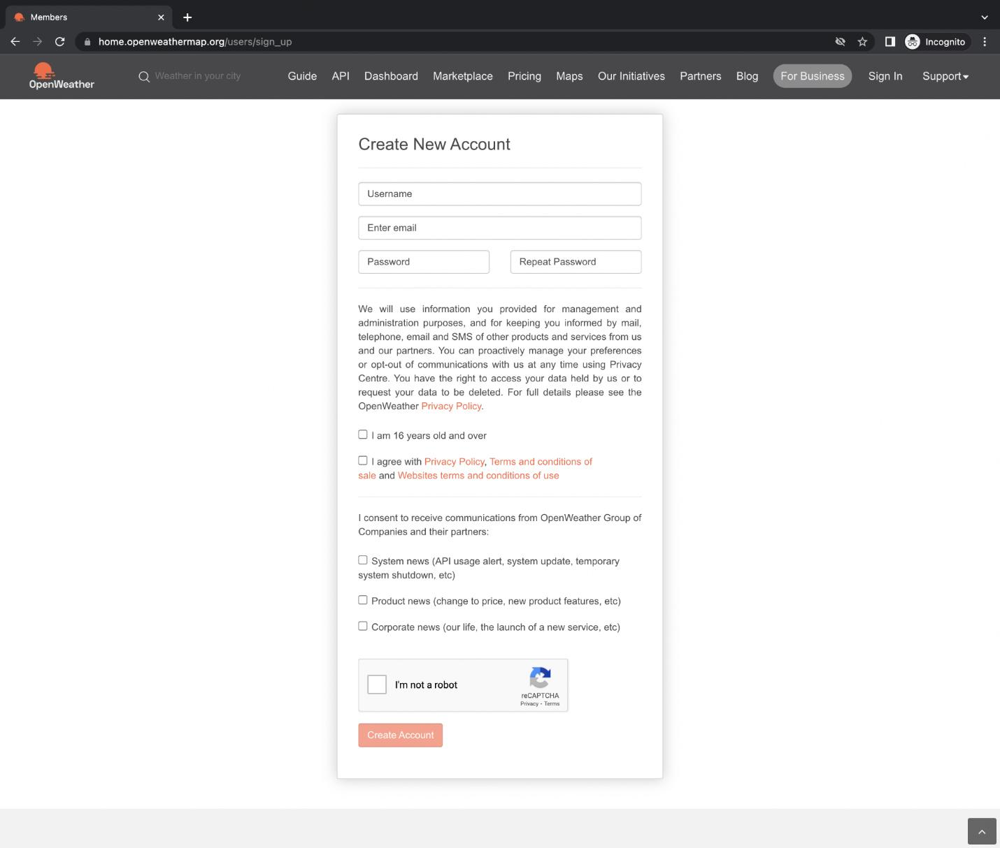 Members
home.openweathermap.org/users/sign_up
Incognito
OpenWeather
Weather in your city
Guide API Dashboard Marketplace Pricing Maps Our Initiatives Partners Blog For Business Sign In Support
Create New Account
Username
Enter email
Password Repeat Password
We will use information you provided for management and
administration purposes, and for keeping you informed by mail,
telephone, email and SMS of other products and services from us
and our partners. You can proactively manage your preferences
or opt-out of communications with us at any time using Privacy
Centre. You have the right to access your data held by us or to
request your data to be deleted. For full details please see the
OpenWeather Privacy Policy.
I am 16 years old and over
I agree with Privacy Policy, Terms and conditions of
sale and Websites terms and conditions of use
I consent to receive communications from OpenWeather Group of
Companies and their partners:
System news (API usage alert, system update, temporary
system shutdown, etc)
Product news (change to price, new product features, etc)
Corporate news (our life, the launch of a new service, etc)
I'm not a robot
reCAPTCHA
Privacy - Terms
Create Account